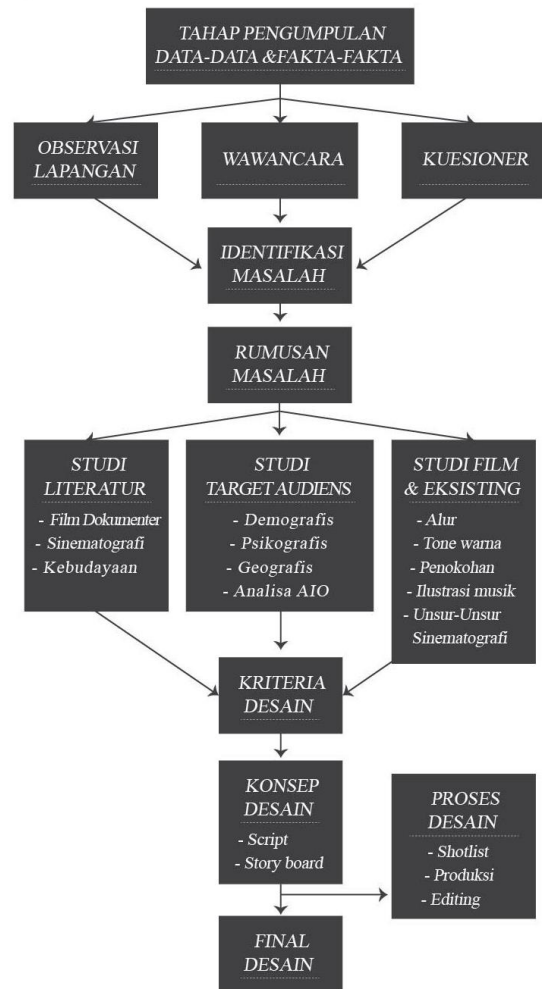 TAHAP PENGUMPULAN
DATA-DATA &FAKTA-FAKTA
OBSERVASI
LAPANGAN
WAWANCARA
KUESIONER
IDENTIFIKASI
MASALAH
RUMUSAN
MASALAH
STUDI
LITERATUR
- Film Dokumenter
- Sinematografi
- Kebudayaan
STUDI
TARGET AUDIENS
- Demografis
- Psikografis
- Geografis
- Analisa AIO
STUDI FILM
& EKSISTING
- Alur
- Tone warna
- Penokohan
- Ilustrasi musik
- Unsur-Unsur
Sinematografi
KRITERIA
DESAIN
KONSEP
DESAIN
- Script
- Story board
PROSES
DESAIN
- Shotlist
- Produksi
- Editing
FINAL
DESAIN